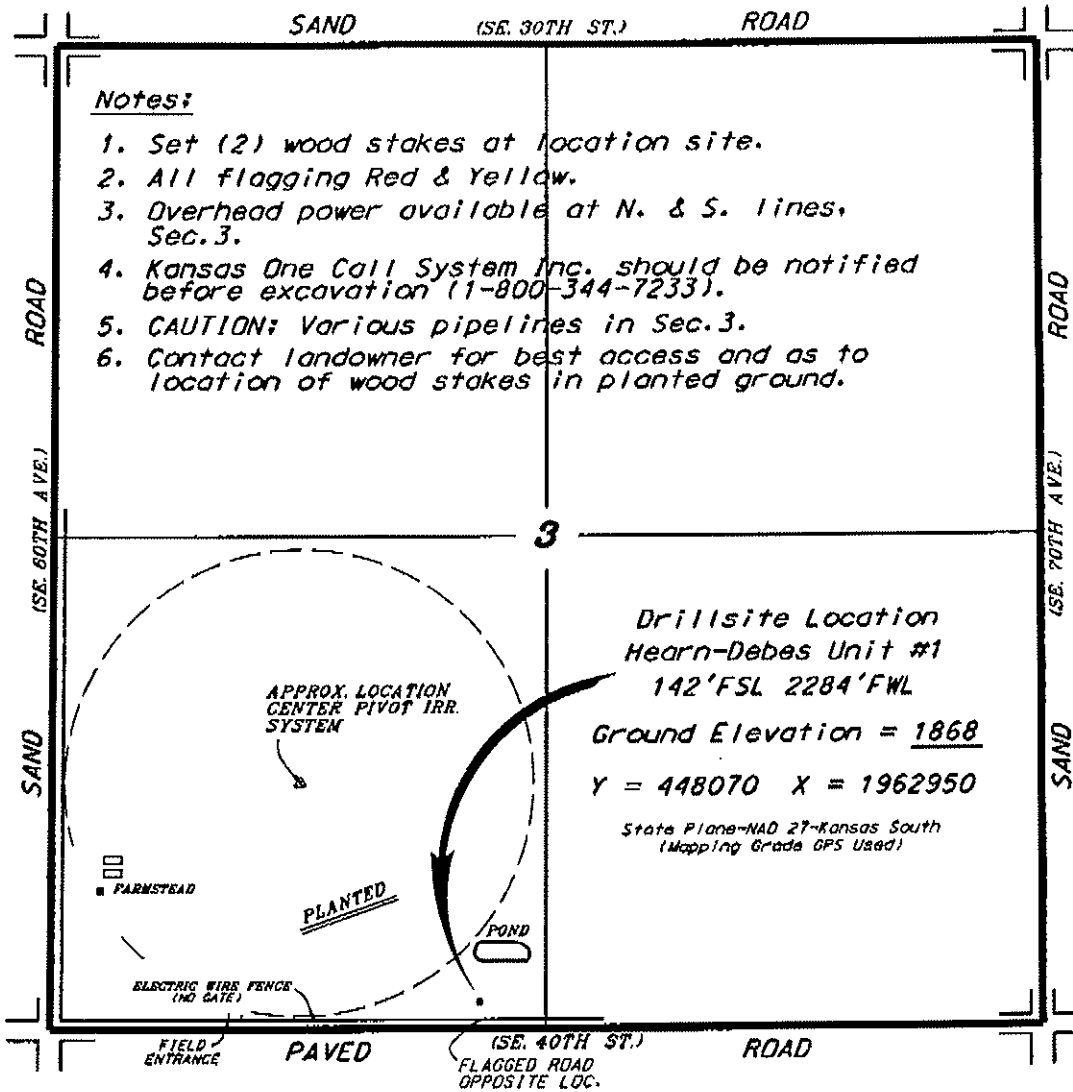 SAND (SE. 30TH ST.) ROAD
Notes:
1. Set (2) wood stakes at location site.
2. All flagging Red & Yellow.
3. Overhead power available at N. & S. lines,
Sec.3.
4. Kansas One Call System Inc. should be notified
before excavation (1-800-344-7233).
5. CAUTION: Various pipelines in Sec.3.
6. Contact landowner for best access and as to
location of wood stakes in planted ground.
ROAD
(SE. 60TH AVE.)
SAND
ROAD
(SE. 70TH AVE.)
SAND
3
Drillsite Location
Hearn-Debes Unit #1
142'FSL 2284'FWL
Ground Elevation = 1868
Y = 448070 X = 1962950
State Plane-NAD 27-Kansas South
(Mapping Grade GPS Used)
APPROX. LOCATION
CENTER PIVOT IRR.
SYSTEM
FARMSTEAD
PLANTED
POND
ELECTRIC WIRE FENCE
(NO GATE)
FIELD
ENTRANCE
PAVED (SE. 40TH ST.) ROAD
FLAGGED ROAD
OPPOSITE LOC.